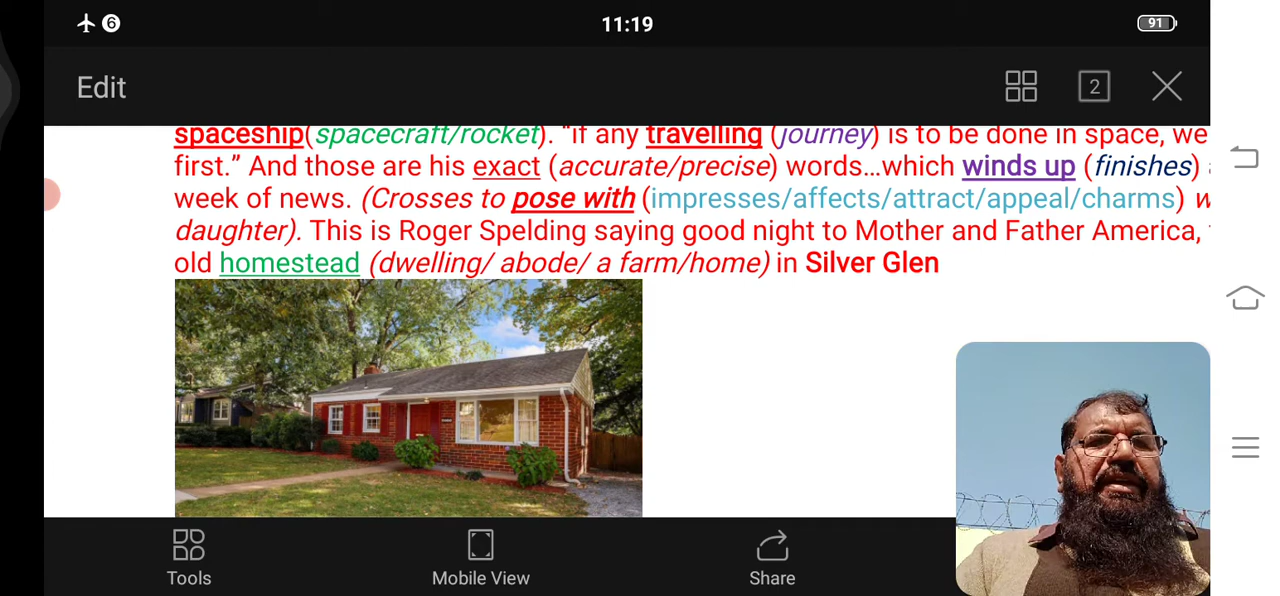 6 11:19 91
Edit 2
spaceship(spacecraft/rocket). “if any travelling (journey) is to be done in space, we
first.” And those are his exact (accurate/precise) words...which winds up (finishes)
week of news. (Crosses to pose with (impresses/affects/attract/appeal/charms)
daughter). This is Roger Spelding saying good night to Mother and Father America,
old homestead (dwelling/ abode/ a farm/home) in Silver Glen
Tools Mobile View Share